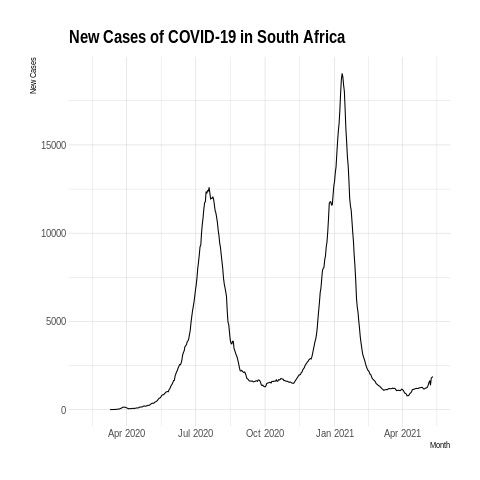 New Cases of COVID-19 in South Africa
New Cases
15000
10000
5000
0
Apr 2020 Jul 2020 Oct 2020 Jan 2021 Apr 2021
Month